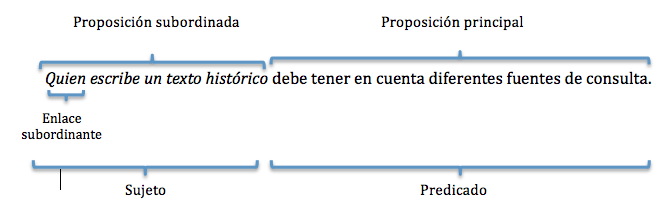 Proposición subordinada Proposición principal
Quien escribe un texto histórico debe tener en cuenta diferentes fuentes de consulta.
Enlace
subordinante
Sujeto Predicado